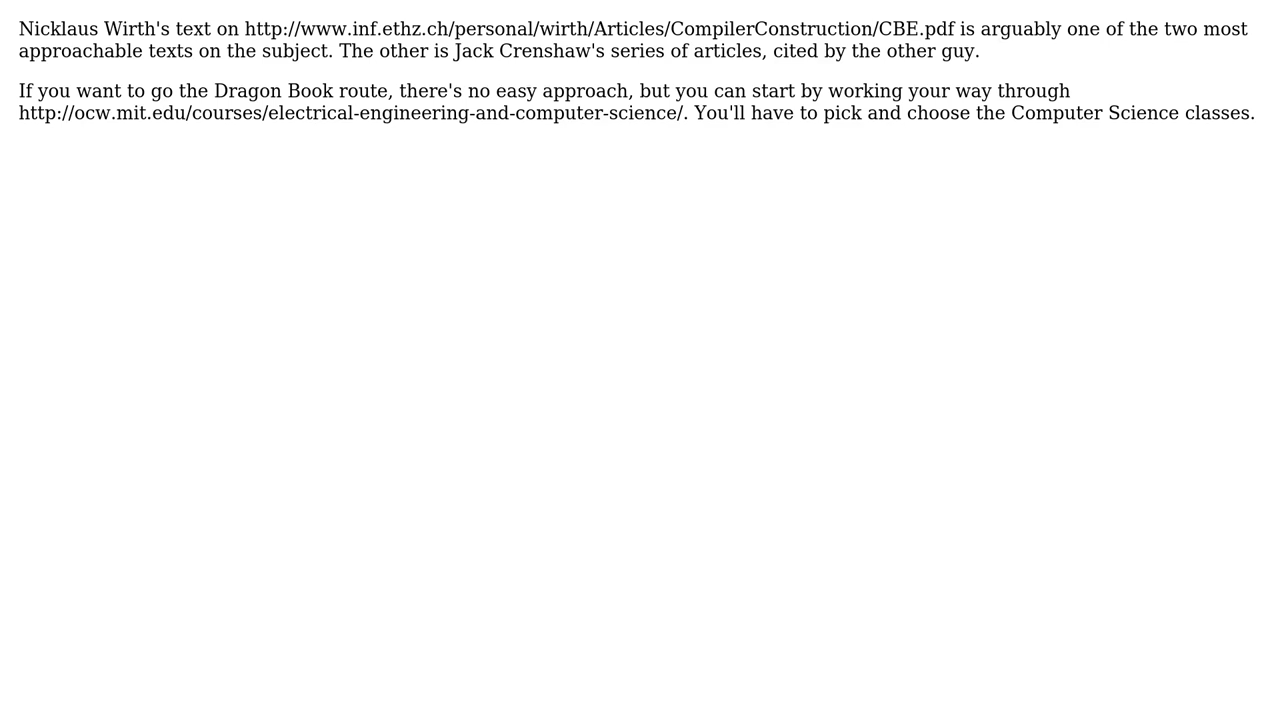 Nicklaus Wirth's text on http://www.inf.ethz.ch/personal/wirth/Articles/CompilerConstruction/CBE.pdf is arguably one of the two most
approachable texts on the subject. The other is Jack Crenshaw's series of articles, cited by the other guy.
If you want to go the Dragon Book route, there's no easy approach, but you can start by working your way through
http://ocw.mit.edu/courses/electrical-engineering-and-computer-science/. You'll have to pick and choose the Computer Science classes.